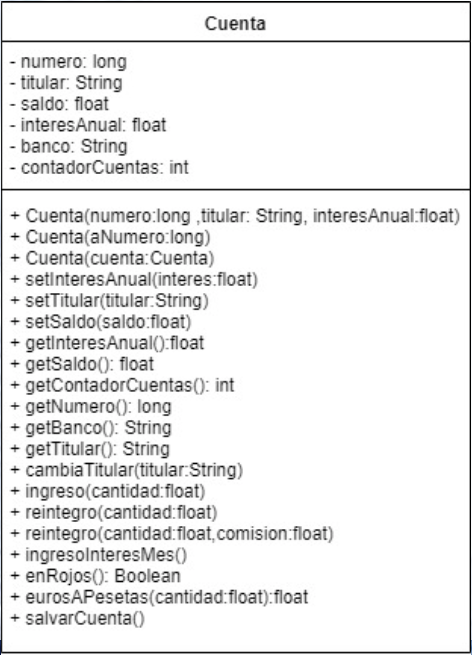 Cuenta
- numero: long
- titular: String
- saldo: float
- interesAnual: float
- banco: String
- contadorCuentas: int
+ Cuenta(numero:long ,titular: String, interesAnual:float)
+ Cuenta(aNumero:long)
+ Cuenta(cuenta:Cuenta)
+ setInteresAnual(interes:float)
+ setTitular(titular:String)
+ setSaldo(saldo:float)
+ getInteresAnual():float
+ getSaldo(): float
+ getContadorCuentas(): int
+ getNumero(): long
+ getBanco(): String
+ getTitular(): String
+ cambiaTitular(titular:String)
+ ingreso(cantidad:float)
+ reintegro(cantidad:float)
+ reintegro(cantidad:float,comision:float)
+ ingresoInteresMes()
+ enRojos(): Boolean
+ eurosAPesetas(cantidad:float):float
+ salvarCuenta()